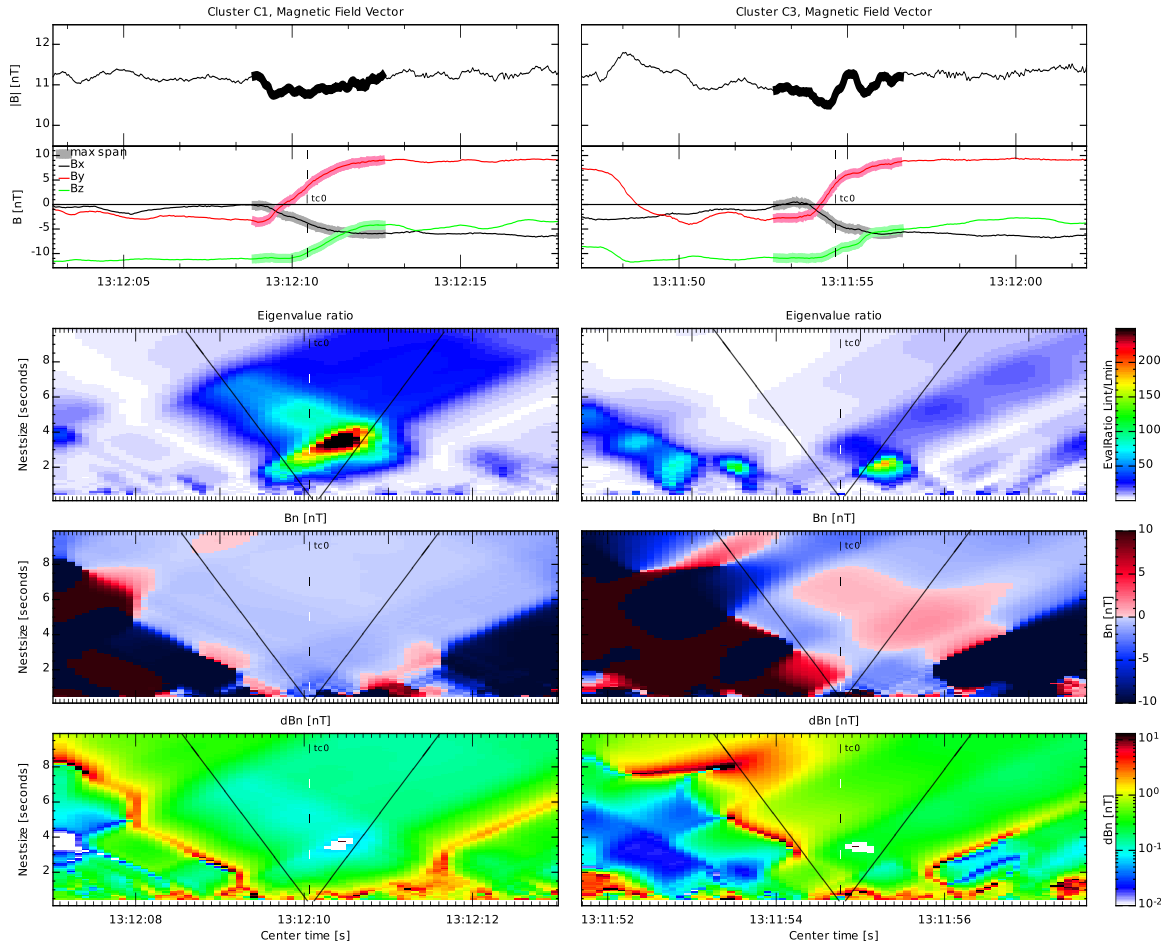 Cluster C1, Magnetic Field Vector
Cluster C3, Magnetic Field Vector
|B| [nT]
12
11
10
B [nT]
10
5
0
-5
-10
max span
Bx
By
Bz
tc0
tc0
13:12:05
13:12:10
13:12:15
13:11:50
13:11:55
13:12:00
Eigenvalue ratio
Eigenvalue ratio
Nestsize [seconds]
8
6
4
2
tc0
tc0
200
150
100
50
EvalRatio Lint/Lmin
Bn [nT]
Bn [nT]
Nestsize [seconds]
8
6
4
2
tc0
tc0
10
5
0
-5
-10
Bn [nT]
dBn [nT]
dBn [nT]
Nestsize [seconds]
8
6
4
2
tc0
tc0
10¹
10⁰
10⁻¹
10⁻²
dBn [nT]
13:12:08
13:12:10
13:12:12
13:11:52
13:11:54
13:11:56
Center time [s]
Center time [s]